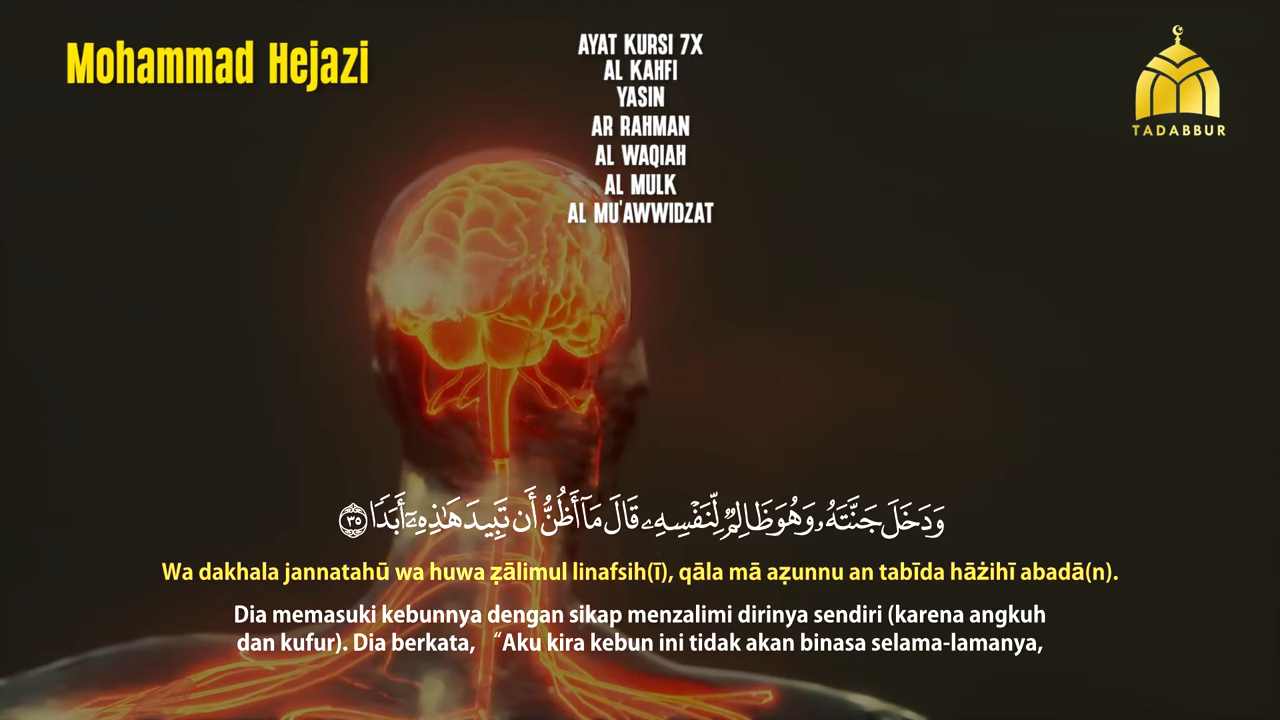 Mohammad Hejazi
AYAT KURSI 7X
AL KAHFI
YASIN
AR RAHMAN
AL WAQIAH
AL MULK
AL MU'AWWIDZAT
TADABBUR
وَدَخَلَ جَنَّتَهُۥ وَهُوَ ظَالِمٌ لِّنَفْسِهِۦ قَالَ مَآ أَظُنُّ أَن تَبِيدَ هَٰذِهِۦٓ أَبَدًا ٣٥
Wa dakhala jannatahū wa huwa ẓālimul linafsih(ī), qāla mā aẓunnu an tabīda hāżihī abadā(n).
Dia memasuki kebunnya dengan sikap menzalimi dirinya sendiri (karena angkuh
dan kufur). Dia berkata, “Aku kira kebun ini tidak akan binasa selama-lamanya,